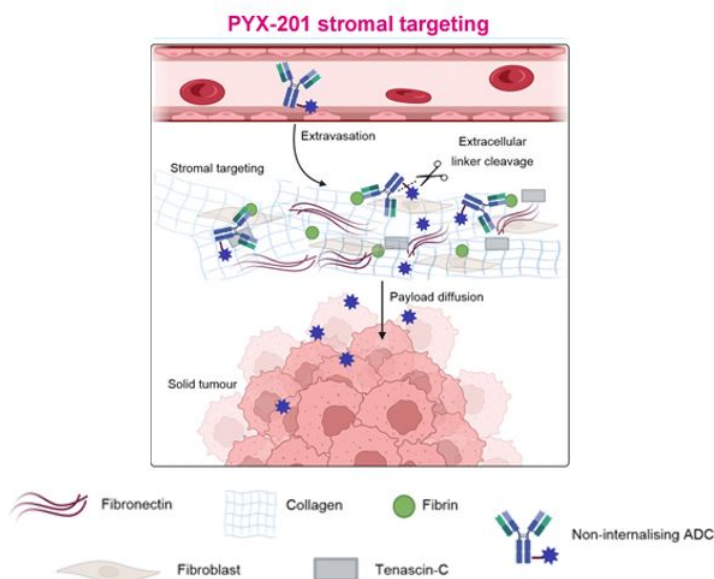 PYX-201 stromal targeting
Extravasation
Extracellular
linker cleavage
Stromal targeting
Payload diffusion
Solid tumour
Fibronectin
Collagen
Fibrin
Non-internalising ADC
Fibroblast
Tenascin-C